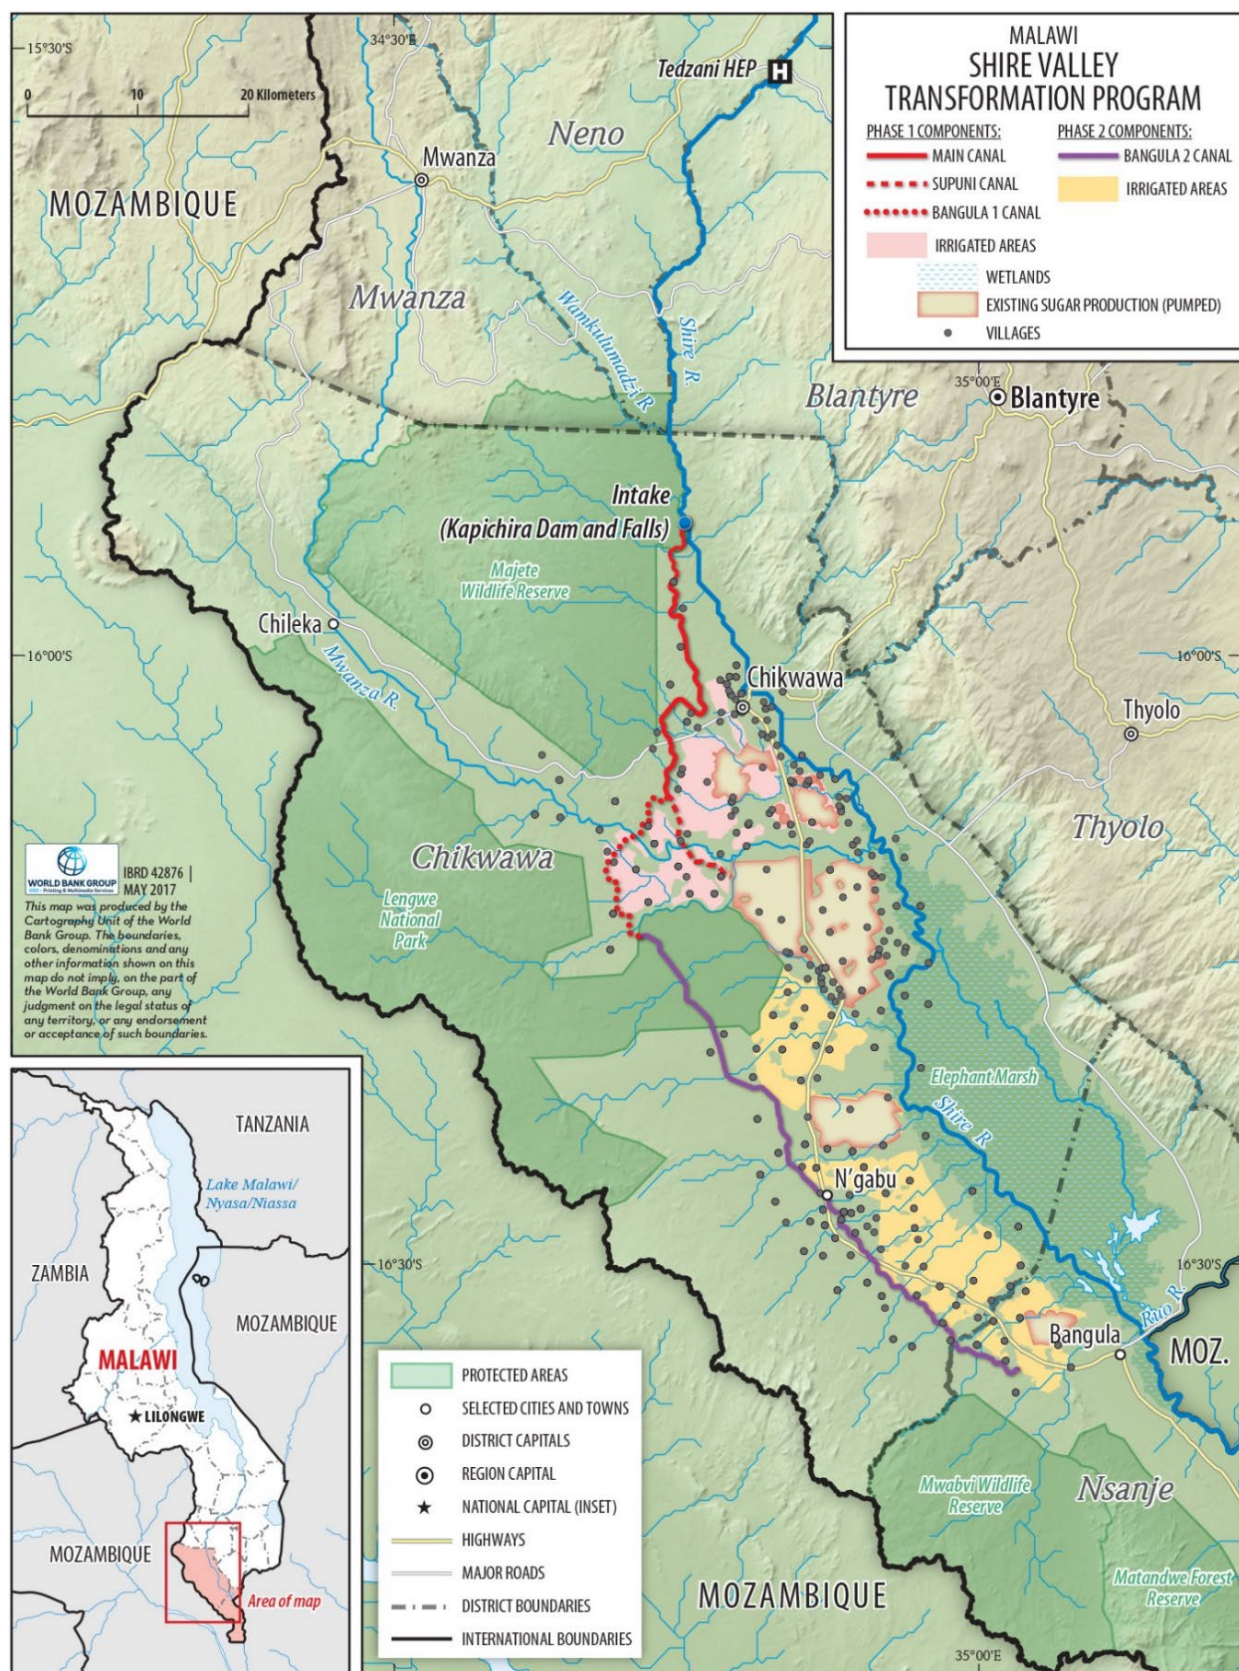 15°30'S
34°30'E
0 10 20 Kilometers
Tedzani HEP
H
MALAWI
SHIRE VALLEY
TRANSFORMATION PROGRAM
PHASE 1 COMPONENTS:
MAIN CANAL
SUPUNI CANAL
BANGULA 1 CANAL
IRRIGATED AREAS
PHASE 2 COMPONENTS:
BANGULA 2 CANAL
IRRIGATED AREAS
WETLANDS
EXISTING SUGAR PRODUCTION (PUMPED)
VILLAGES
Neno
Mwanza
MOZAMBIQUE
Mwanza
Wamkulumadzi R.
Shire R.
Blantyre
35°00'E
Blantyre
Intake
(Kapichira Dam and Falls)
Majete
Wildlife Reserve
Chileka
16°00'S
16°00'S
Mwanza R.
Chikwawa
Thyolo
Thyolo
Chikwawa
Lengwe
National
Park
WORLD BANK GROUP
Printing & Multimedia Services
IBRD 42876 |
MAY 2017
This map was produced by the
Cartography Unit of the World
Bank Group. The boundaries,
colors, denominations and any
other information shown on this
map do not imply, on the part of
the World Bank Group, any
judgment on the legal status of
any territory, or any endorsement
or acceptance of such boundaries.
Elephant Marsh
Shire R.
N'gabu
16°30'S
16°30'S
Ruo R.
Bangula
MOZ.
Mwabvi Wildlife
Reserve
Nsanje
Matandwe Forest
Reserve
MOZAMBIQUE
35°00'E
TANZANIA
Lake Malawi/
Nyasa/Niassa
ZAMBIA
MOZAMBIQUE
MALAWI
LILONGWE
MOZAMBIQUE
Area of map
PROTECTED AREAS
SELECTED CITIES AND TOWNS
DISTRICT CAPITALS
REGION CAPITAL
NATIONAL CAPITAL (INSET)
HIGHWAYS
MAJOR ROADS
DISTRICT BOUNDARIES
INTERNATIONAL BOUNDARIES